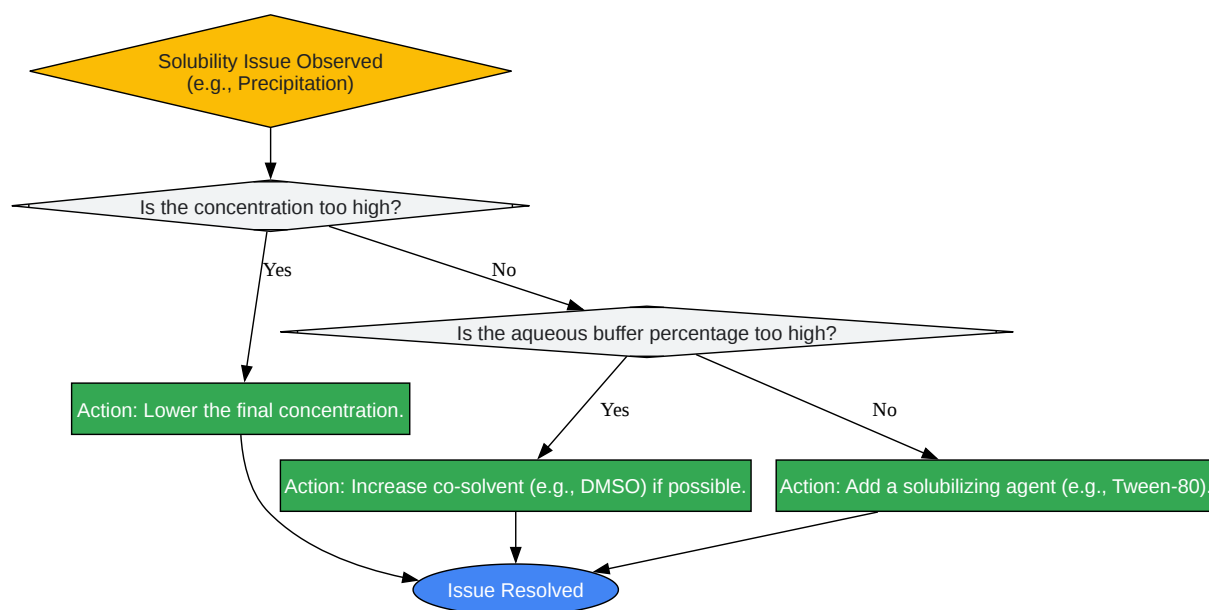 Solubility Issue Observed
(e.g., Precipitation)
Is the concentration too high?
Yes
No
Is the aqueous buffer percentage too high?
Action: Lower the final concentration.
Yes
No
Action: Increase co-solvent (e.g., DMSO) if possible.
Action: Add a solubilizing agent (e.g., Tween-80).
Issue Resolved